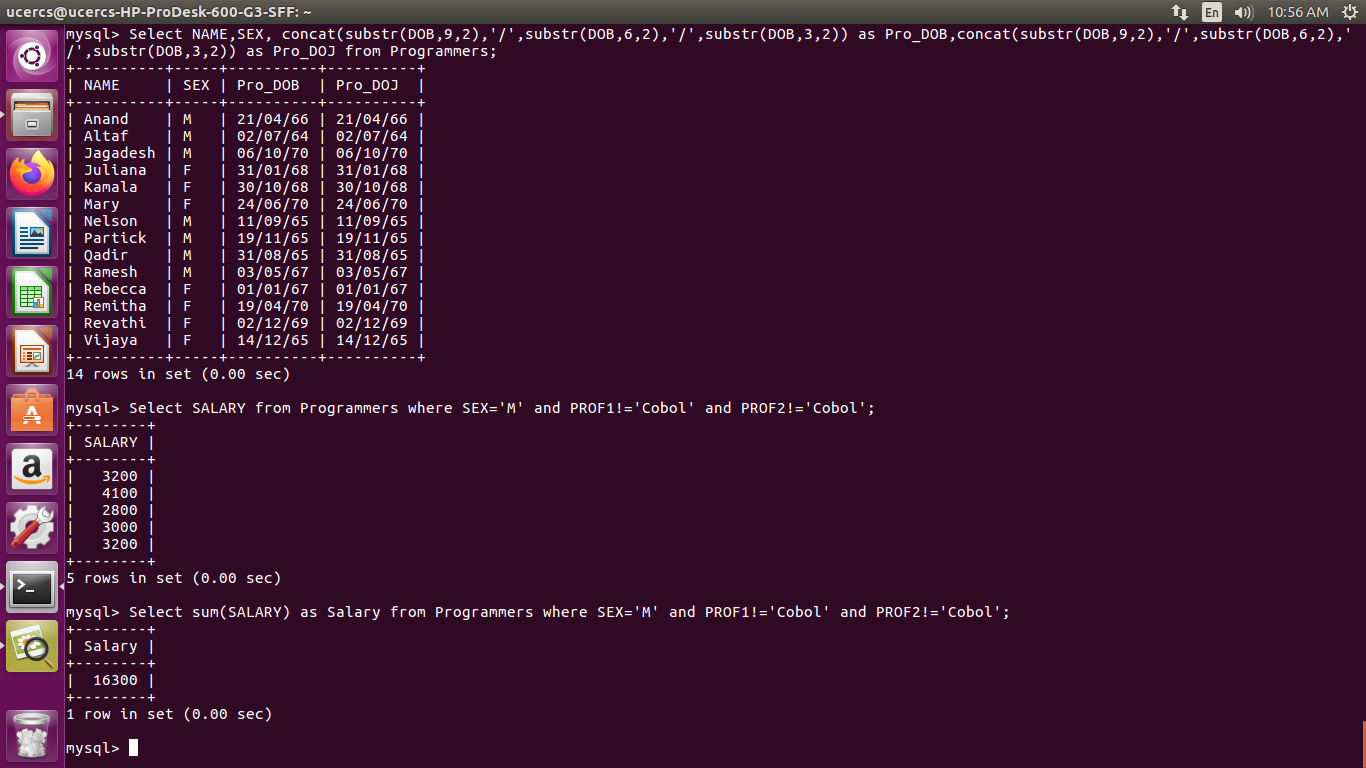 ucercs@ucercs-HP-ProDesk-600-G3-SFF: ~
En 10:56 AM
mysql> Select NAME,SEX, concat(substr(DOB,9,2),'/',substr(DOB,6,2),'/',substr(DOB,3,2)) as Pro_DOB,concat(substr(DOB,9,2),'/',substr(DOB,6,2),'
/',substr(DOB,3,2)) as Pro_DOJ from Programmers;
+----------+-----+----------+----------+
| NAME     | SEX | Pro_DOB  | Pro_DOJ  |
+----------+-----+----------+----------+
| Anand    | M   | 21/04/66 | 21/04/66 |
| Altaf    | M   | 02/07/64 | 02/07/64 |
| Jagadesh | M   | 06/10/70 | 06/10/70 |
| Juliana  | F   | 31/01/68 | 31/01/68 |
| Kamala   | F   | 30/10/68 | 30/10/68 |
| Mary     | F   | 24/06/70 | 24/06/70 |
| Nelson   | M   | 11/09/65 | 11/09/65 |
| Partick  | M   | 19/11/65 | 19/11/65 |
| Qadir    | M   | 31/08/65 | 31/08/65 |
| Ramesh   | M   | 03/05/67 | 03/05/67 |
| Rebecca  | F   | 01/01/67 | 01/01/67 |
| Remitha  | F   | 19/04/70 | 19/04/70 |
| Revathi  | F   | 02/12/69 | 02/12/69 |
| Vijaya   | F   | 14/12/65 | 14/12/65 |
+----------+-----+----------+----------+
14 rows in set (0.00 sec)
mysql> Select SALARY from Programmers where SEX='M' and PROF1!='Cobol' and PROF2!='Cobol';
+--------+
| SALARY |
+--------+
|   3200 |
|   4100 |
|   2800 |
|   3000 |
|   3200 |
+--------+
5 rows in set (0.00 sec)
mysql> Select sum(SALARY) as Salary from Programmers where SEX='M' and PROF1!='Cobol' and PROF2!='Cobol';
+--------+
| Salary |
+--------+
|  16300 |
+--------+
1 row in set (0.00 sec)
mysql>